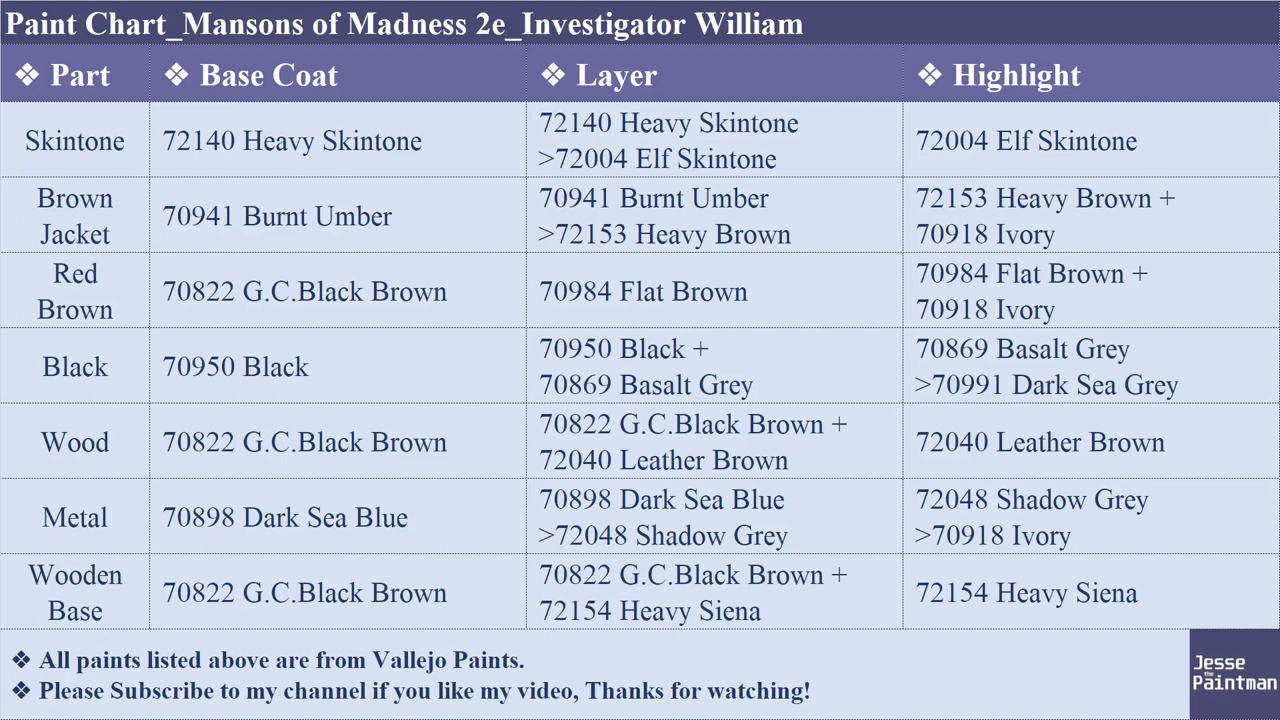 Paint Chart_Mansons of Madness 2e_Investigator William
❖ Part ❖ Base Coat ❖ Layer ❖ Highlight
Skintone 72140 Heavy Skintone 72140 Heavy Skintone 72004 Elf Skintone
>72004 Elf Skintone
Brown 70941 Burnt Umber 70941 Burnt Umber 72153 Heavy Brown +
Jacket >72153 Heavy Brown 70918 Ivory
Red 70822 G.C.Black Brown 70984 Flat Brown 70984 Flat Brown +
Brown 70918 Ivory
Black 70950 Black 70950 Black + 70869 Basalt Grey
70869 Basalt Grey >70991 Dark Sea Grey
Wood 70822 G.C.Black Brown 70822 G.C.Black Brown + 72040 Leather Brown
72040 Leather Brown
Metal 70898 Dark Sea Blue 70898 Dark Sea Blue 72048 Shadow Grey
>72048 Shadow Grey >70918 Ivory
Wooden 70822 G.C.Black Brown 70822 G.C.Black Brown + 72154 Heavy Siena
Base 72154 Heavy Siena
❖ All paints listed above are from Vallejo Paints.
❖ Please Subscribe to my channel if you like my video, Thanks for watching!
Jesse
the
Paintman